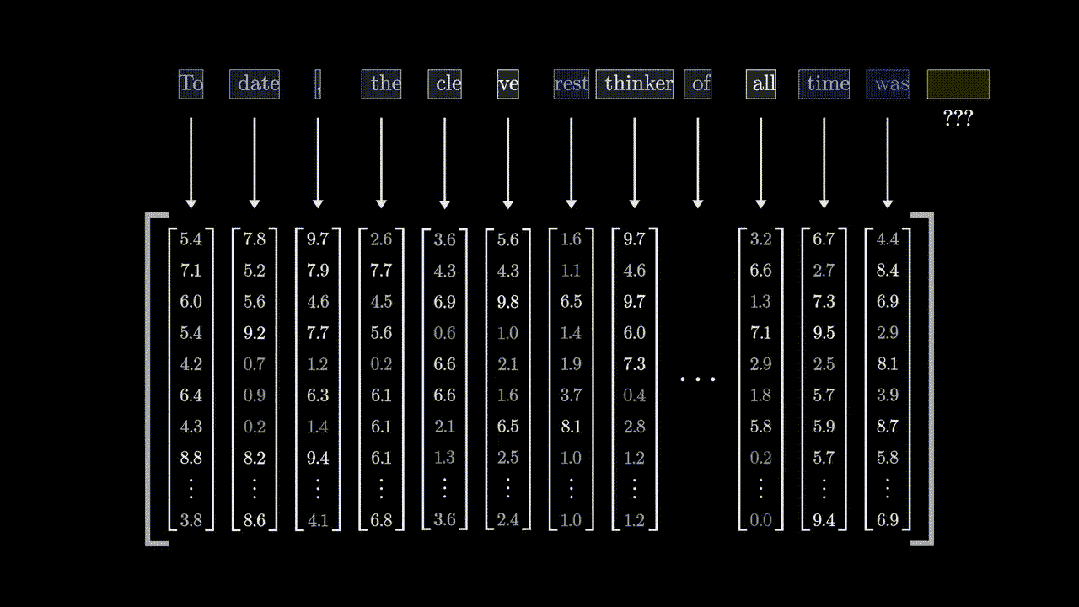 To date , the cle ve rest thinker of all time was
???
5.4 7.8 9.7 2.6 3.6 5.6 1.6 9.7 3.2 6.7 4.4
7.1 5.2 7.9 7.7 4.3 4.3 1.1 4.6 6.6 2.7 8.4
6.0 5.6 4.6 4.5 6.9 9.8 6.5 9.7 1.3 7.3 6.9
5.4 9.2 7.7 5.6 0.6 1.0 1.4 6.0 7.1 9.5 2.9
4.2 0.7 1.2 0.2 6.6 2.1 1.9 7.3 ... 2.9 2.5 8.1
6.4 0.9 6.3 6.1 6.6 1.6 3.7 0.4 1.8 5.7 3.9
4.3 0.2 1.4 6.1 2.1 6.5 8.1 2.8 5.8 5.9 8.7
8.8 8.2 9.4 6.1 1.3 2.5 1.0 1.2 0.2 5.7 5.8
⋮ ⋮ ⋮ ⋮ ⋮ ⋮ ⋮ ⋮ ⋮ ⋮ ⋮
3.8 8.6 4.1 6.8 3.6 2.4 1.0 1.2 0.0 9.4 6.9